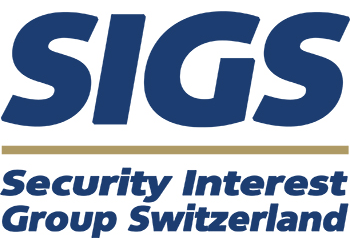 SIGS
Security Interest
Group Switzerland